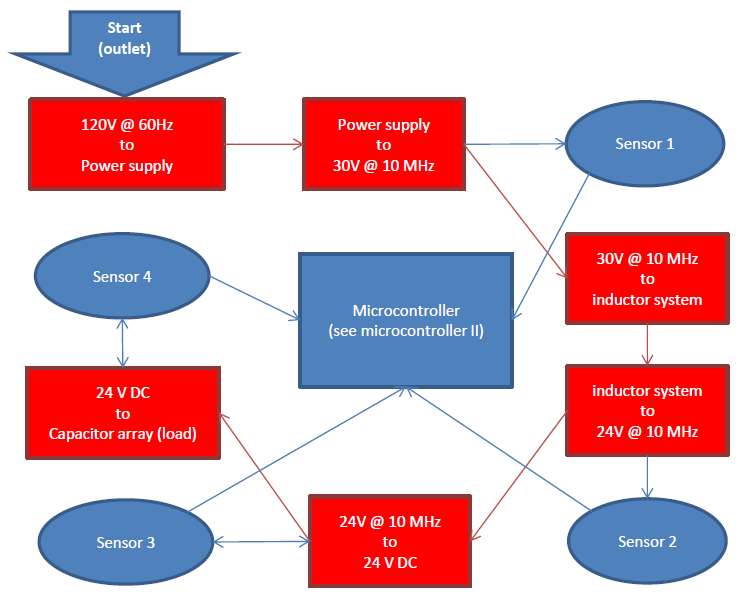 Start
(outlet)
120V @ 60Hz
to
Power supply
Power supply
to
30V @ 10 MHz
Sensor 1
Sensor 4
Microcontroller
(see microcontroller II)
30V @ 10 MHz
to
inductor system
24 V DC
to
Capacitor array (load)
inductor system
to
24V @ 10 MHz
Sensor 3
24V @ 10 MHz
to
24 V DC
Sensor 2